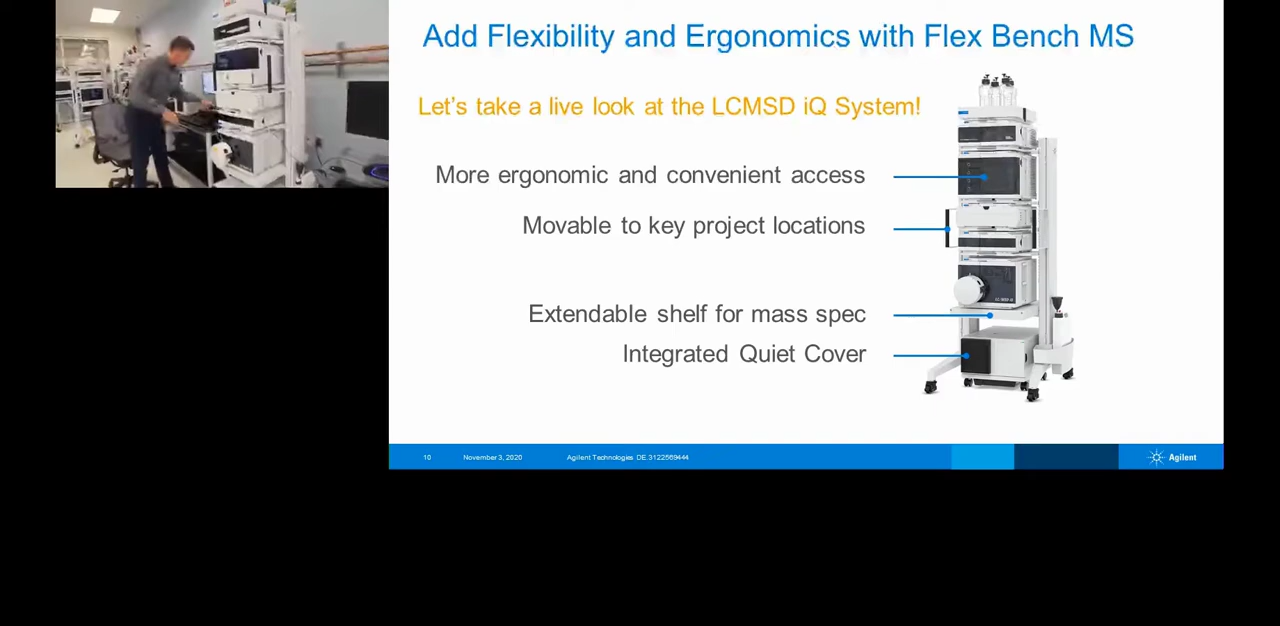 Add Flexibility and Ergonomics with Flex Bench MS
Let's take a live look at the LCMSD iQ System!
More ergonomic and convenient access
Movable to key project locations
Extendable shelf for mass spec
Integrated Quiet Cover
10
November 3, 2020
Agilent Technologies DE.3122569444
Agilent